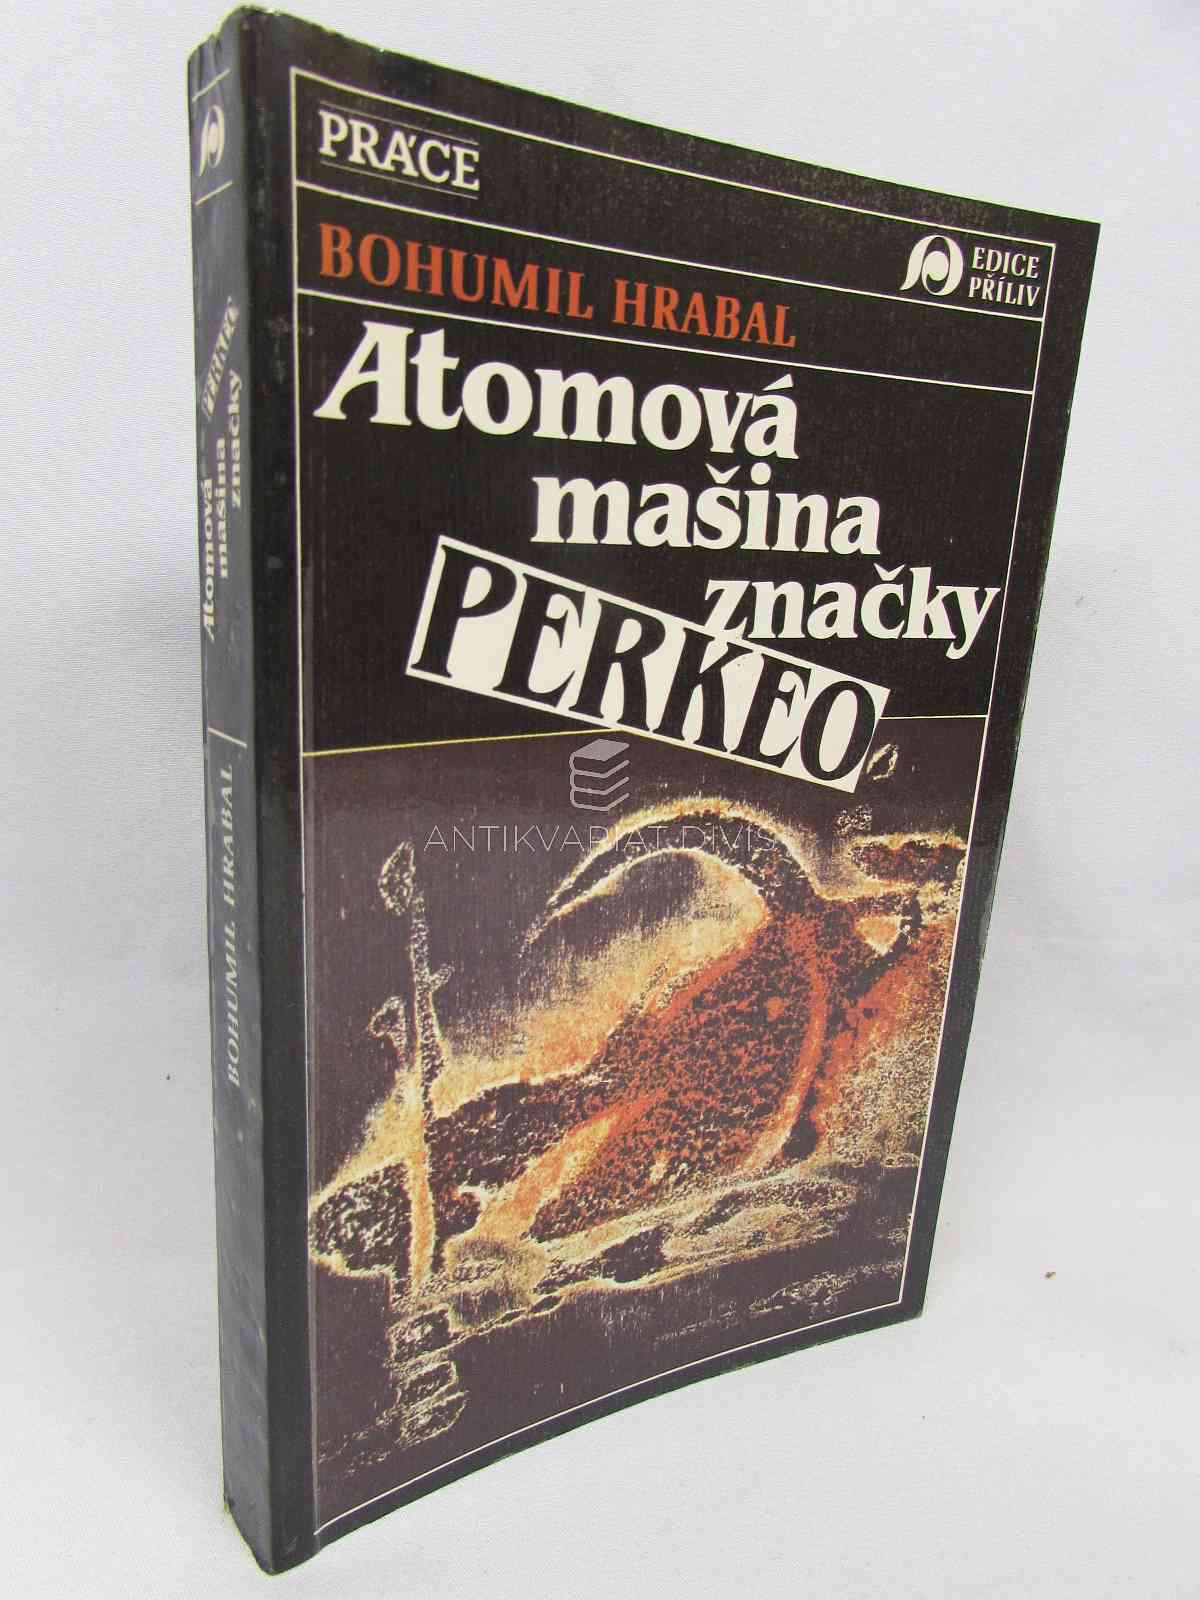 PRÁCE
EDICE
PŘÍLIV
BOHUMIL HRABAL
Atomová
mašina
značky
PERKEO
ANTIKVARIAT DIVIS
Atomová
mašina
značky
PERKEO
BOHUMIL HRABAL